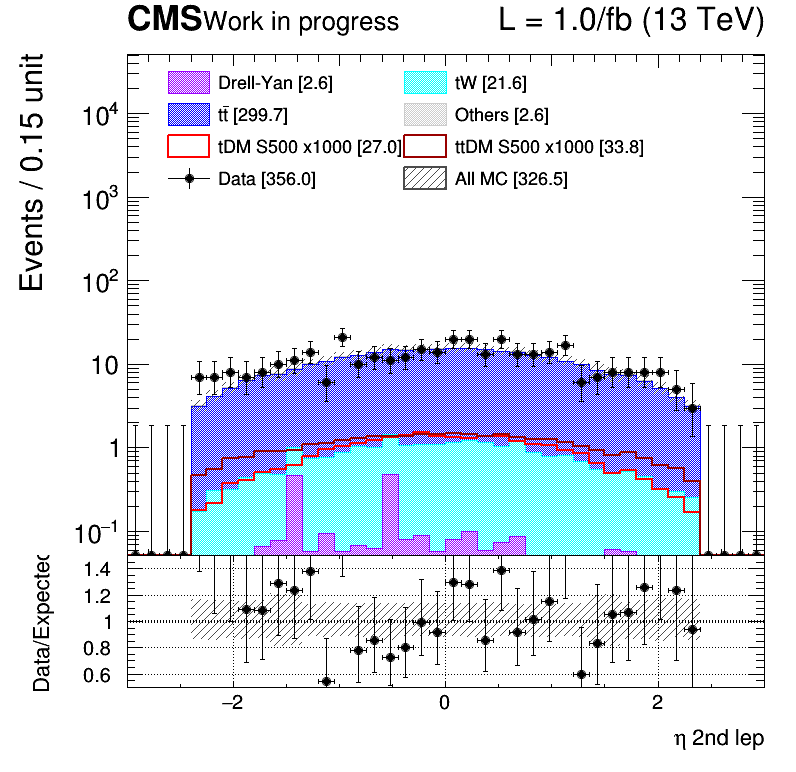 CMS Work in progress L = 1.0/fb (13 TeV)
Events / 0.15 unit
Drell-Yan [2.6] tW [21.6]
tt̄ [299.7] Others [2.6]
tDM S500 x1000 [27.0] ttDM S500 x1000 [33.8]
Data [356.0] All MC [326.5]
10⁴
10³
10²
10
1
10⁻¹
Data/Expected
1.4
1.2
1
0.8
0.6
−2 0 2
η 2nd lep